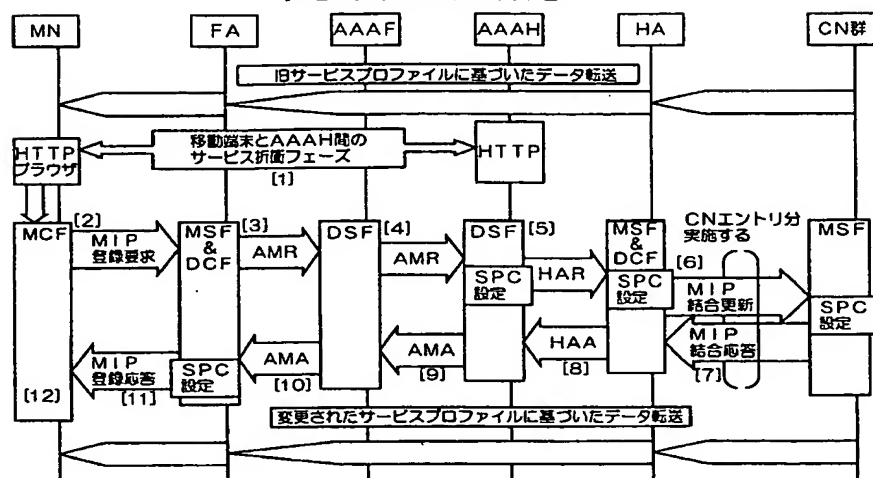 MN
FA
AAAF
AAAH
HA
CN群
旧サービスプロファイルに基づいたデータ転送
HTTP
ブラウザ
移動端末とAAAH間の
サービス折衝フェーズ
[1]
HTTP
MCF
[2]
MIP
登録要求
MSF
&
DCF
[3]
AMR
DSF
[4]
AMR
DSF
[5]
SPC
設定
HAR
MSF
&
DCF
SPC
設定
[6]
CNエントリ分
実施する
MIP
結合更新
MSF
SPC
設定
MIP
結合応答
[7]
HAA
[8]
AMA
[9]
AMA
[10]
SPC
設定
MIP
登録応答
[11]
[12]
変更されたサービスプロファイルに基づいたデータ転送